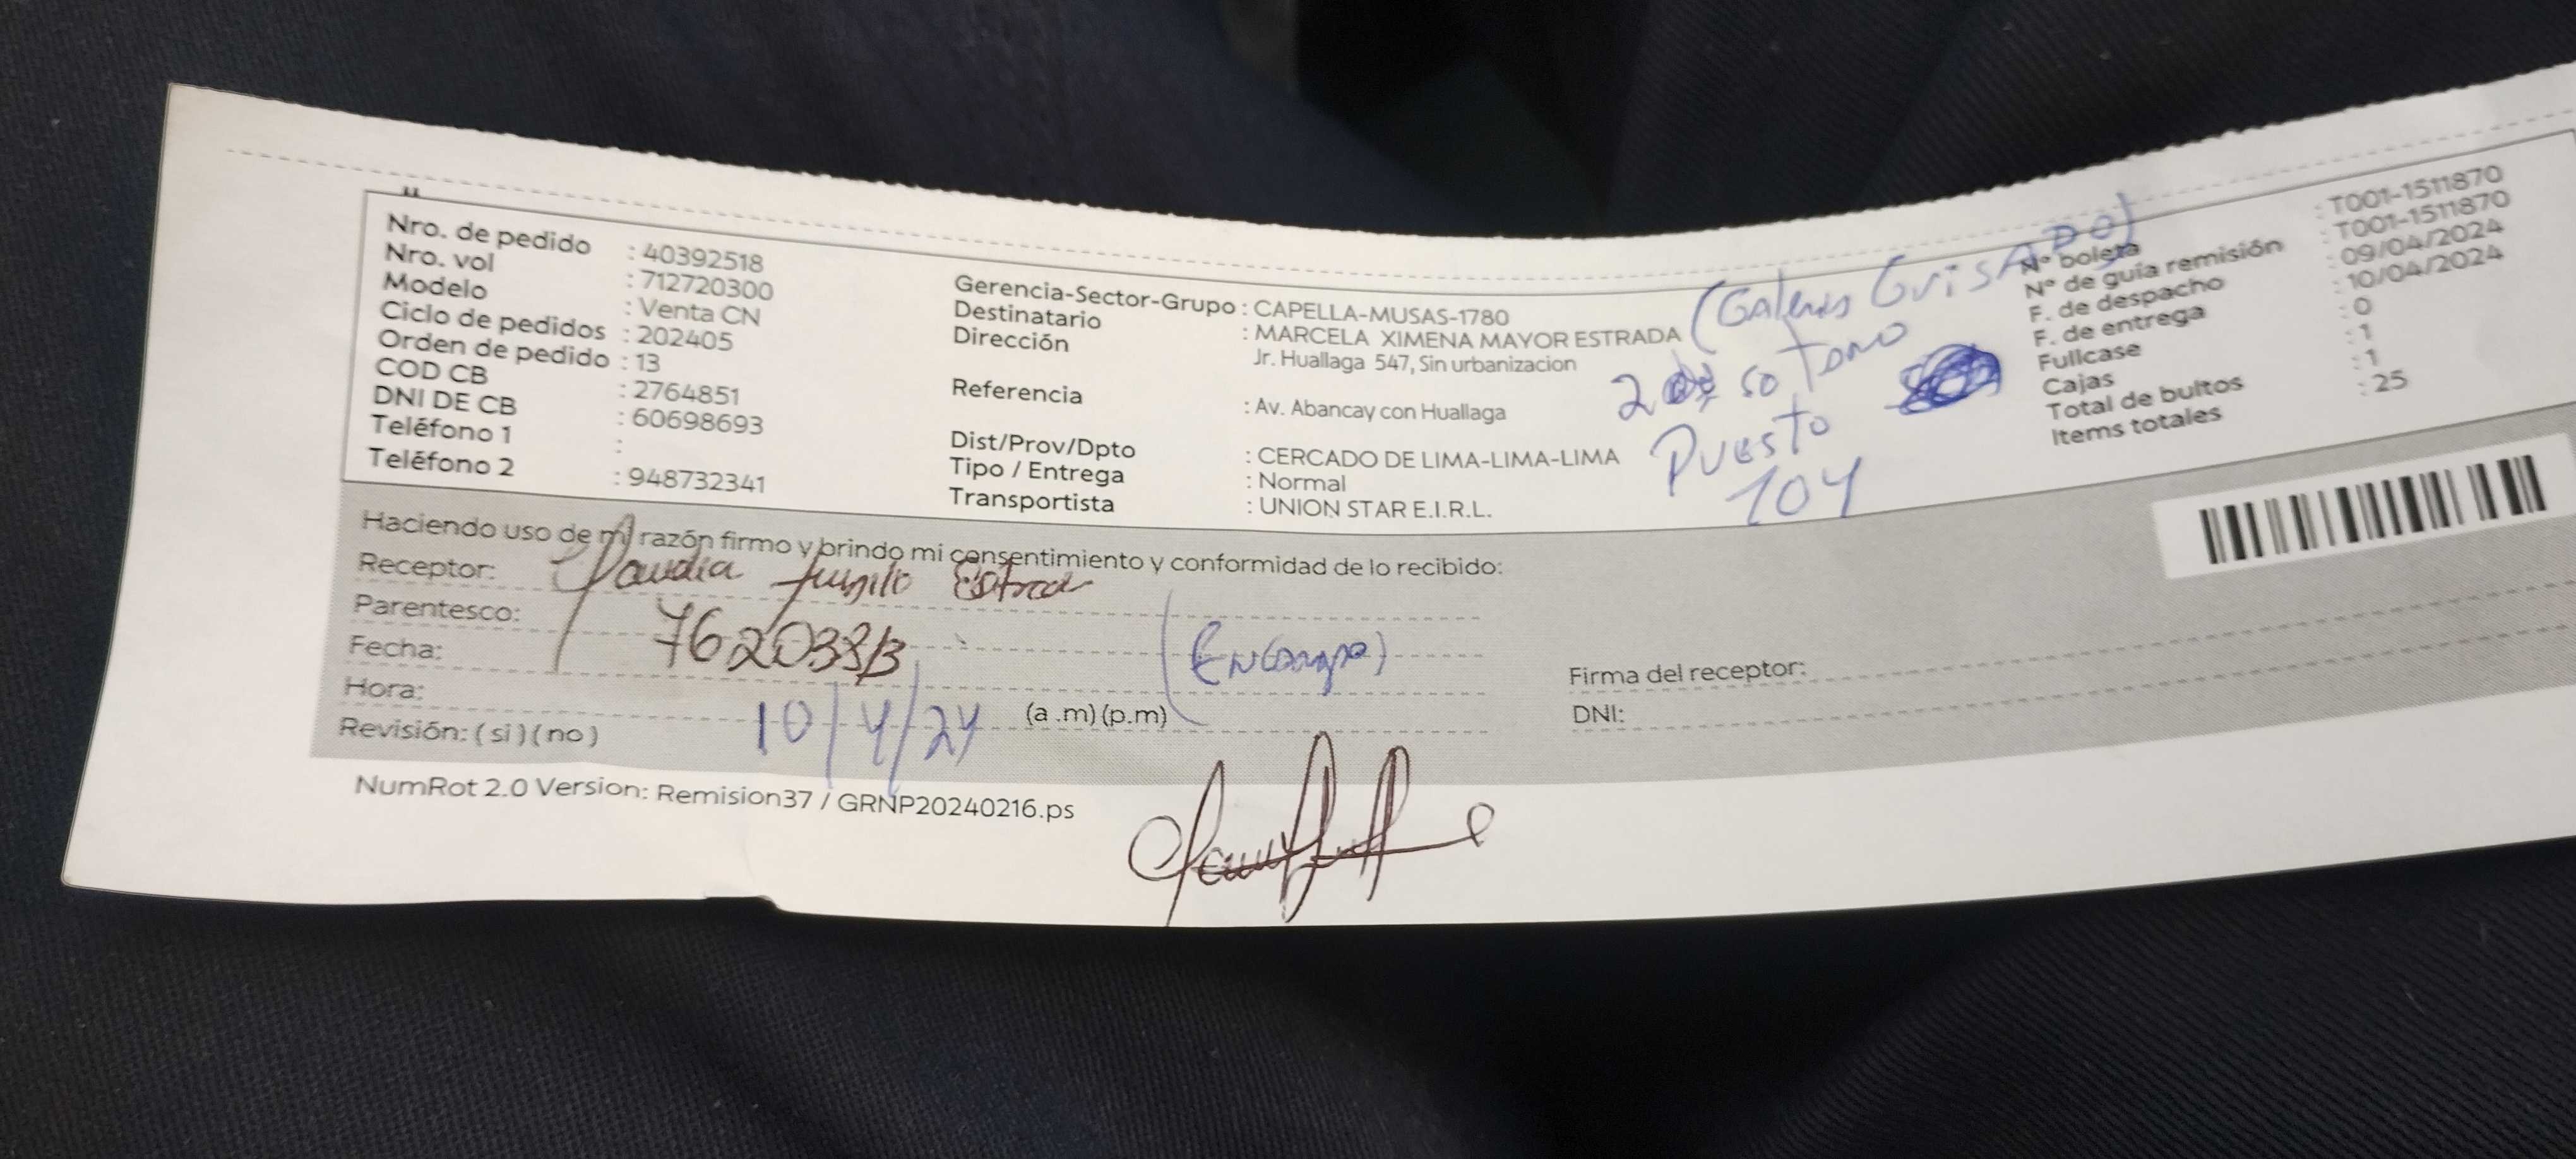 Nro. de pedido : 40392518
Nro. vol : 712720300
Modelo : Venta CN
Ciclo de pedidos : 202405
Orden de pedido : 13
COD CB : 2764851
DNI DE CB : 60698693
Teléfono 1 :
Teléfono 2 : 948732341
Gerencia-Sector-Grupo : CAPELLA-MUSAS-1780
Destinatario : MARCELA XIMENA MAYOR ESTRADA
Dirección Jr. Huallaga 547, Sin urbanizacion
Referencia : Av. Abancay con Huallaga
Dist/Prov/Dpto : CERCADO DE LIMA-LIMA-LIMA
Tipo / Entrega : Normal
Transportista : UNION STAR E.I.R.L.
(Galeria GUISADO)
2
Puesto
104
N° boleta : T001-1511870
N° de guía remisión : T001-1511870
F. de despacho : 09/04/2024
F. de entrega : 10/04/2024
Fullcase : 0
Cajas : 1
Total de bultos : 1
Items totales : 25
Haciendo uso de mi razón firmo y brindo mi consentimiento y conformidad de lo recibido:
Receptor: Claudia
Parentesco:
Fecha:
Hora: 10/4/24 (a .m) (p.m)
Revisión: ( si ) ( no )
Firma del receptor:
DNI:
NumRot 2.0 Version: Remision37 / GRNP20240216.ps